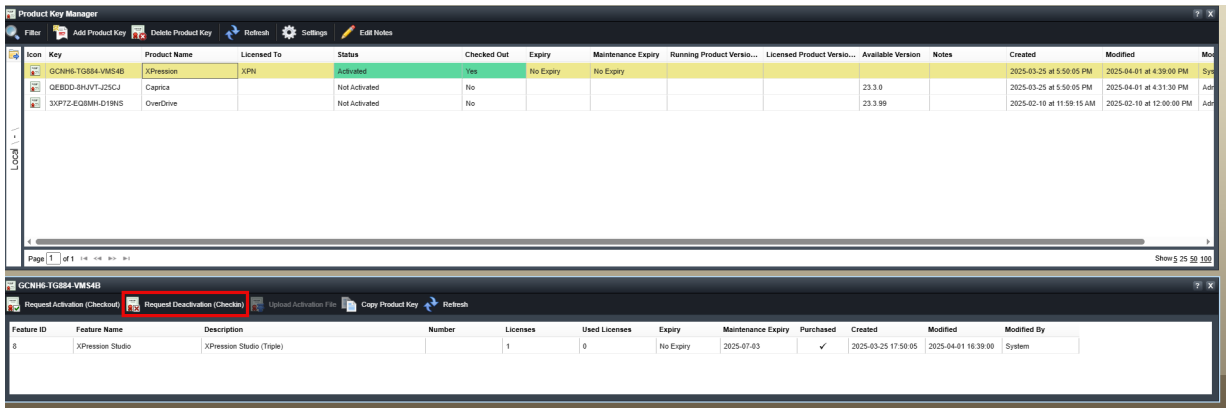 Product Key Manager ? X
Filter Add Product Key Delete Product Key Refresh Settings Edit Notes
Icon Key Product Name Licensed To Status Checked Out Expiry Maintenance Expiry Running Product Versio... Licensed Product Versio... Available Version Notes Created Modified Mod
GCNH6-TG884-VMS4B XPression XPN Activated Yes No Expiry No Expiry 2025-03-25 at 5:50:05 PM 2025-04-01 at 4:39:00 PM Sys
QEBDD-8HJVT-J25CJ Caprica Not Activated No 23.3.0 2025-03-25 at 5:50:05 PM 2025-04-01 at 4:31:30 PM Adr
3XP7Z-EQ8MH-D19NS OverDrive Not Activated No 23.3.99 2025-02-10 at 11:59:15 AM 2025-02-10 at 12:00:00 PM Adr
Local
Page 1 of 1 Show 5 25 50 100
GCNH6-TG884-VMS4B ? X
Request Activation (Checkout) Request Deactivation (Checkin) Upload Activation File Copy Product Key Refresh
Feature ID Feature Name Description Number Licenses Used Licenses Expiry Maintenance Expiry Purchased Created Modified Modified By
8 XPression Studio XPression Studio (Triple) 1 0 No Expiry 2025-07-03 ✓ 2025-03-25 17:50:05 2025-04-01 16:39:00 System